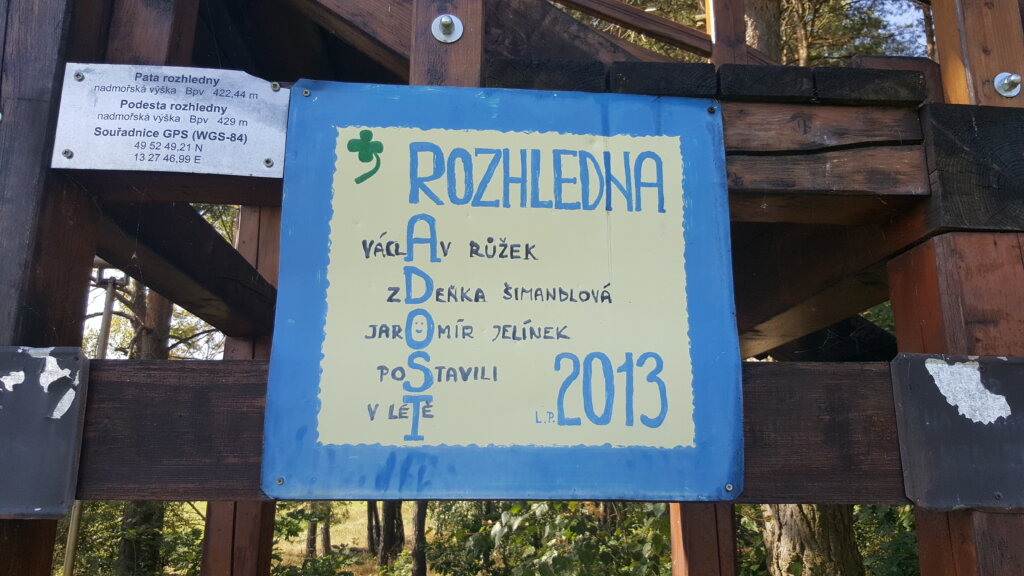 Pata rozhledny
nadmořská výška Bpv 422,44 m
Podesta rozhledny
nadmořská výška Bpv 429 m
Souřadnice GPS (WGS-84)
49 52 49,21 N
13 27 46,99 E
ROZHLEDNA
VÁCLAV RŮŽEK
ZDEŇKA ŠIMANDLOVÁ
JAROMÍR JELÍNEK
POSTAVILI
V LÉTĚ L.P. 2013